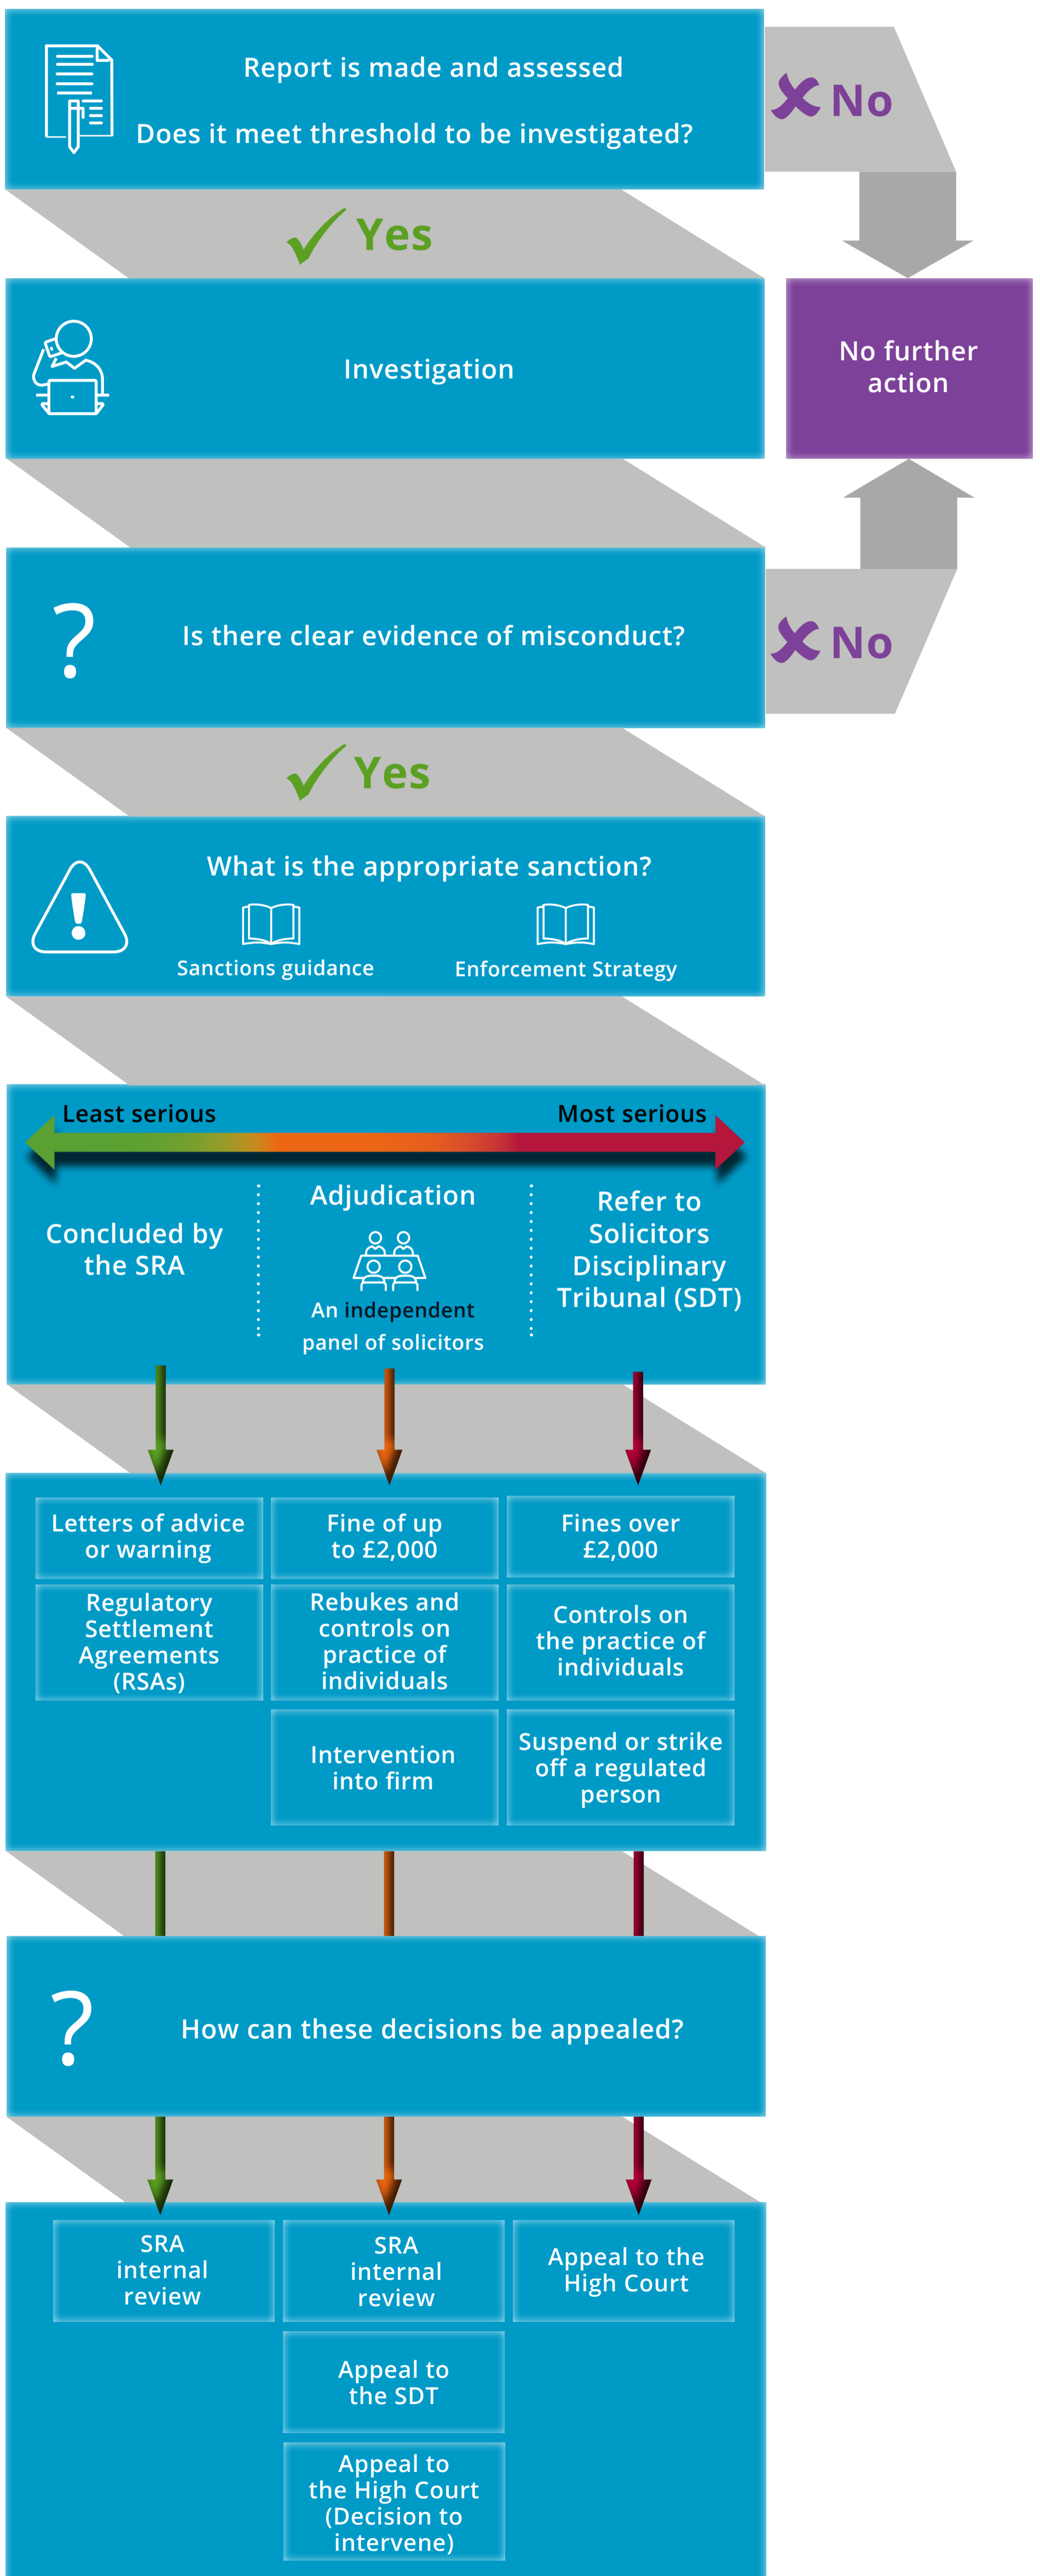 Report is made and assessed
Does it meet threshold to be investigated?
No
Yes
Investigation
No further
action
Is there clear evidence of misconduct?
No
Yes
What is the appropriate sanction?
Sanctions guidance
Enforcement Strategy
Least serious
Most serious
Concluded by
the SRA
Adjudication
An independent
panel of solicitors
Refer to
Solicitors
Disciplinary
Tribunal (SDT)
Letters of advice
or warning
Fine of up
to £2,000
Fines over
£2,000
Regulatory
Settlement
Agreements
(RSAs)
Rebukes and
controls on
practice of
individuals
Controls on
the practice of
individuals
Intervention
into firm
Suspend or strike
off a regulated
person
How can these decisions be appealed?
SRA
internal
review
SRA
internal
review
Appeal to the
High Court
Appeal to
the SDT
Appeal to
the High Court
(Decision to
intervene)